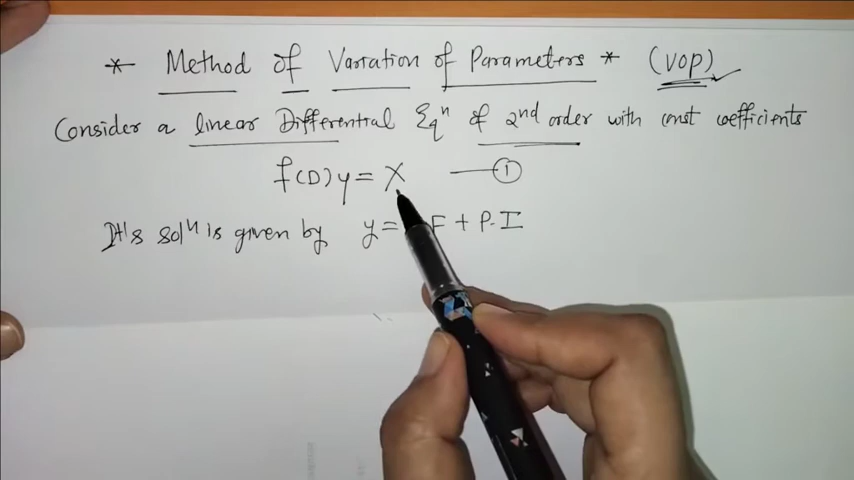 * Method of Variation of Parameters * (VOP)
Consider a linear Differential Eqn of 2nd order with const coefficients
f(D)y = X —①
It's soln is given by y = F + P.I